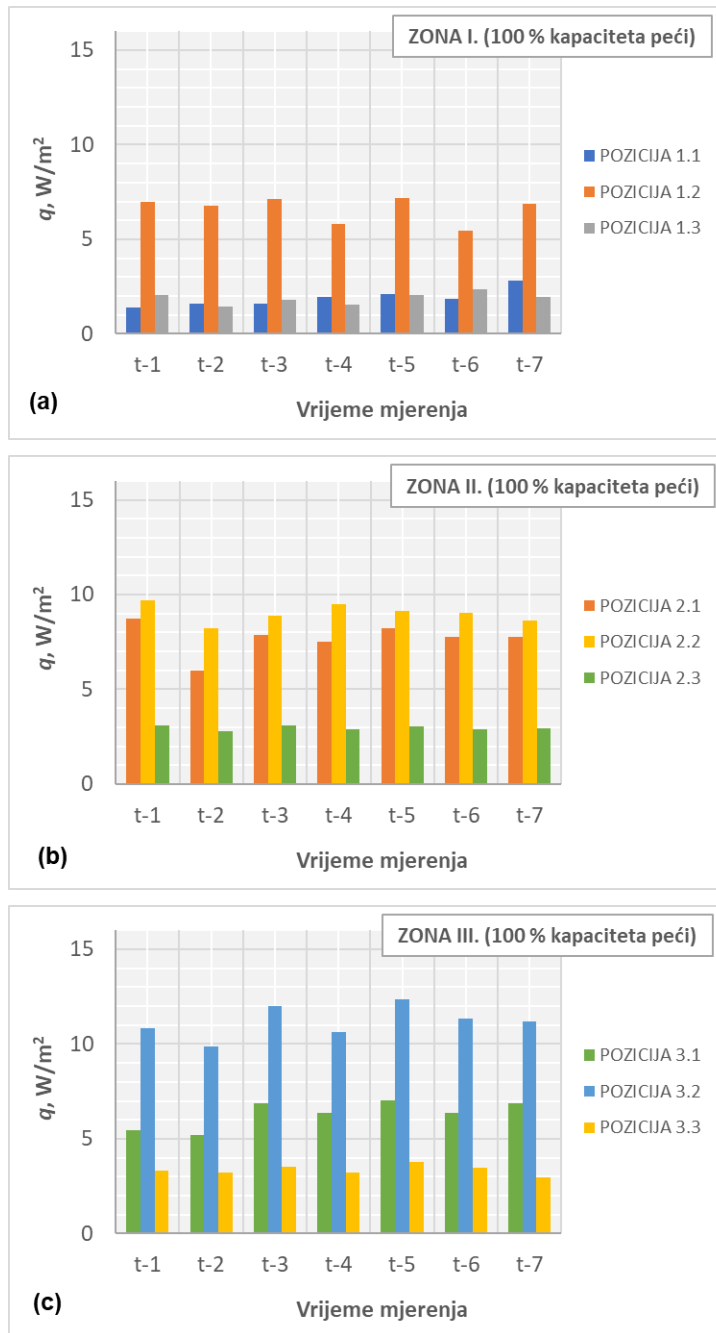 ZONA I. (100 % kapaciteta peći)
15
10
5
0
q, W/m²
t-1 t-2 t-3 t-4 t-5 t-6 t-7
Vrijeme mjerenja
POZICIJA 1.1
POZICIJA 1.2
POZICIJA 1.3
(a)
ZONA II. (100 % kapaciteta peći)
15
10
5
0
q, W/m²
t-1 t-2 t-3 t-4 t-5 t-6 t-7
Vrijeme mjerenja
POZICIJA 2.1
POZICIJA 2.2
POZICIJA 2.3
(b)
ZONA III. (100 % kapaciteta peći)
15
10
5
0
q, W/m²
t-1 t-2 t-3 t-4 t-5 t-6 t-7
Vrijeme mjerenja
POZICIJA 3.1
POZICIJA 3.2
POZICIJA 3.3
(c)